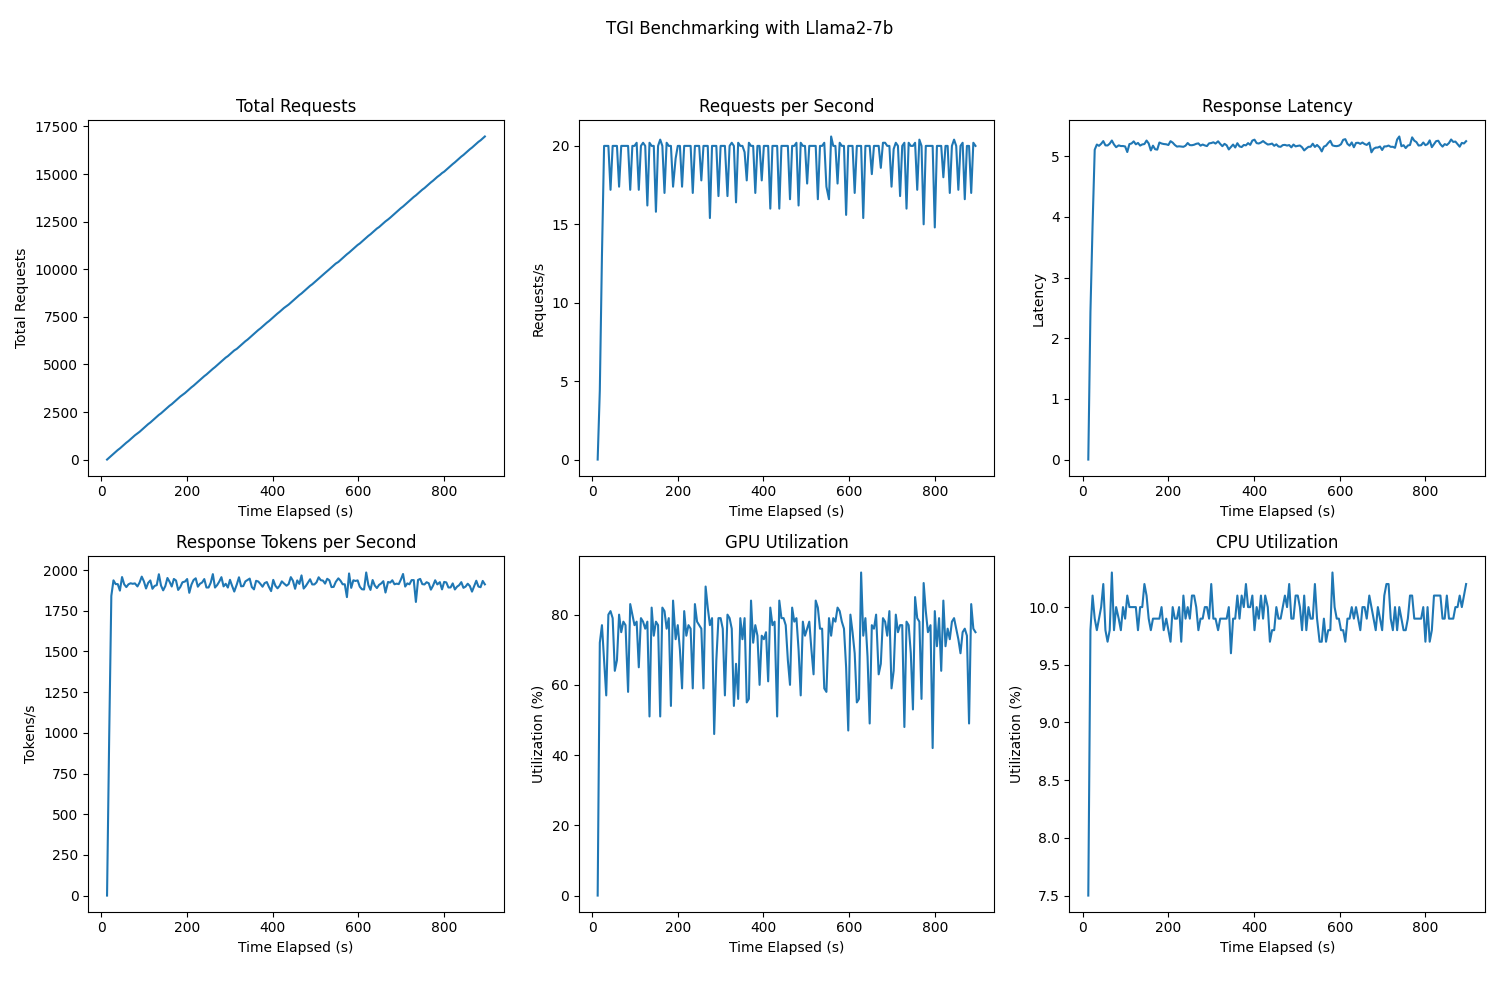 TGI Benchmarking with Llama2-7b
Total Requests
17500
15000
12500
10000
7500
5000
2500
0
Total Requests
0 200 400 600 800
Time Elapsed (s)
Requests per Second
20
15
10
5
0
Requests/s
0 200 400 600 800
Time Elapsed (s)
Response Latency
5
4
3
2
1
0
Latency
0 200 400 600 800
Time Elapsed (s)
Response Tokens per Second
2000
1750
1500
1250
1000
750
500
250
0
Tokens/s
0 200 400 600 800
Time Elapsed (s)
GPU Utilization
80
60
40
20
0
Utilization (%)
0 200 400 600 800
Time Elapsed (s)
CPU Utilization
10.0
9.5
9.0
8.5
8.0
7.5
Utilization (%)
0 200 400 600 800
Time Elapsed (s)